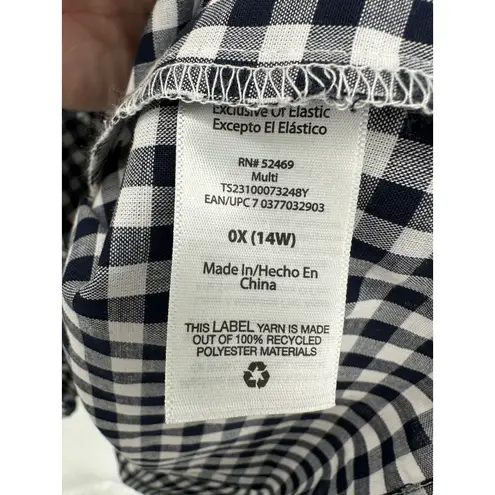 Exclusive Of Elastic
Excepto El Elástico
RN# 52469
Multi
TS23100073248Y
EAN/UPC 7 0377032903
0X (14W)
Made In/Hecho En
China
THIS LABEL YARN IS MADE
OUT OF 100% RECYCLED
POLYESTER MATERIALS